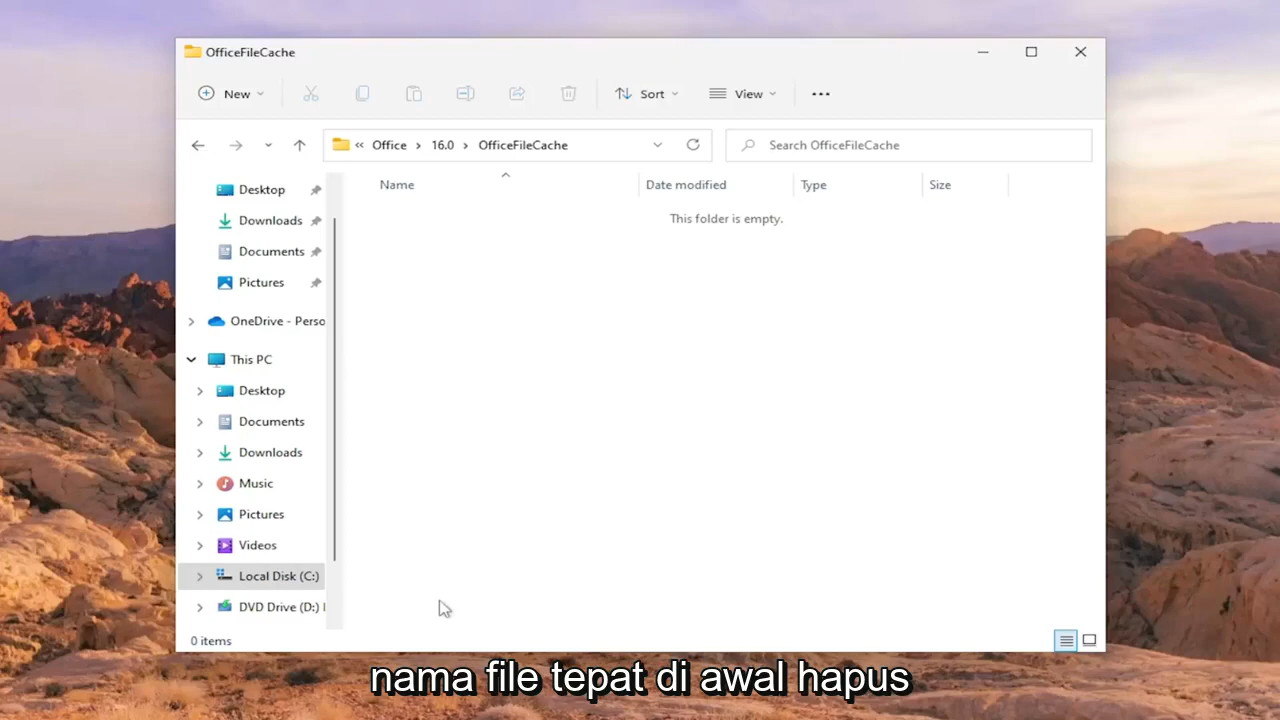 OfficeFileCache
New
Sort
View
« Office > 16.0 > OfficeFileCache
Search OfficeFileCache
Name
Date modified
Type
Size
This folder is empty.
Desktop
Downloads
Documents
Pictures
OneDrive - Perso
This PC
Desktop
Documents
Downloads
Music
Pictures
Videos
Local Disk (C:)
DVD Drive (D:)
0 items
nama file tepat di awal hapus